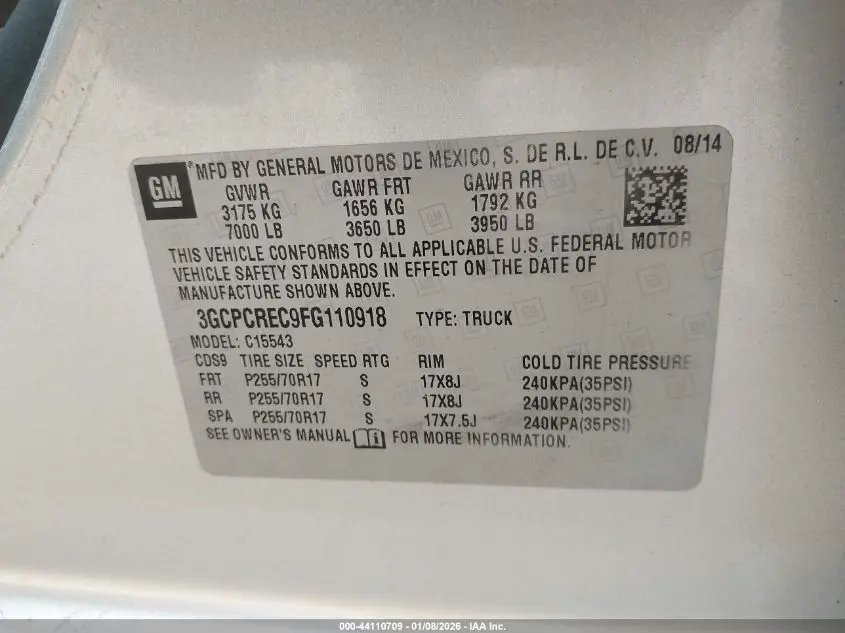 GM ® MFD BY GENERAL MOTORS DE MEXICO, S. DE R.L. DE C.V. 08/14
GVWR GAWR FRT GAWR RR
3175 KG 1656 KG 1792 KG
7000 LB 3650 LB 3950 LB
THIS VEHICLE CONFORMS TO ALL APPLICABLE U.S. FEDERAL MOTOR
VEHICLE SAFETY STANDARDS IN EFFECT ON THE DATE OF
MANUFACTURE SHOWN ABOVE.
3GCPCREC9FG110918 TYPE: TRUCK
MODEL: C15543
CDS9 TIRE SIZE SPEED RTG RIM COLD TIRE PRESSURE
FRT P255/70R17 S 17X8J 240KPA(35PSI)
RR P255/70R17 S 17X8J 240KPA(35PSI)
SPA P255/70R17 S 17X7.5J 240KPA(35PSI)
SEE OWNER'S MANUAL FOR MORE INFORMATION.
000-44110709 - 01/08/2026 - IAA Inc.